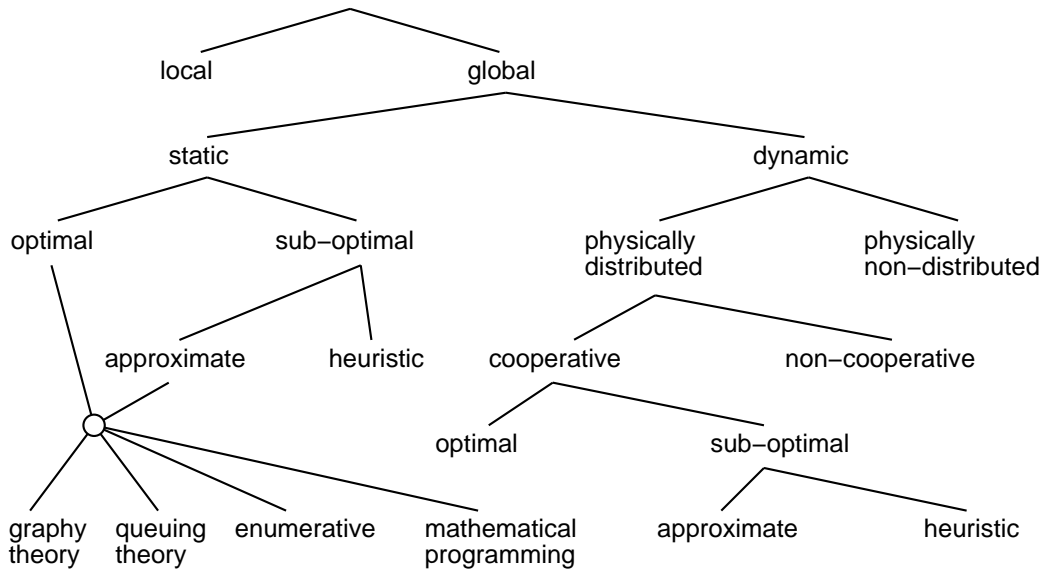 local
global
static
dynamic
optimal
sub−optimal
physically
distributed
physically
non−distributed
approximate
heuristic
cooperative
non−cooperative
optimal
sub−optimal
graphy
theory
queuing
theory
enumerative
mathematical
programming
approximate
heuristic